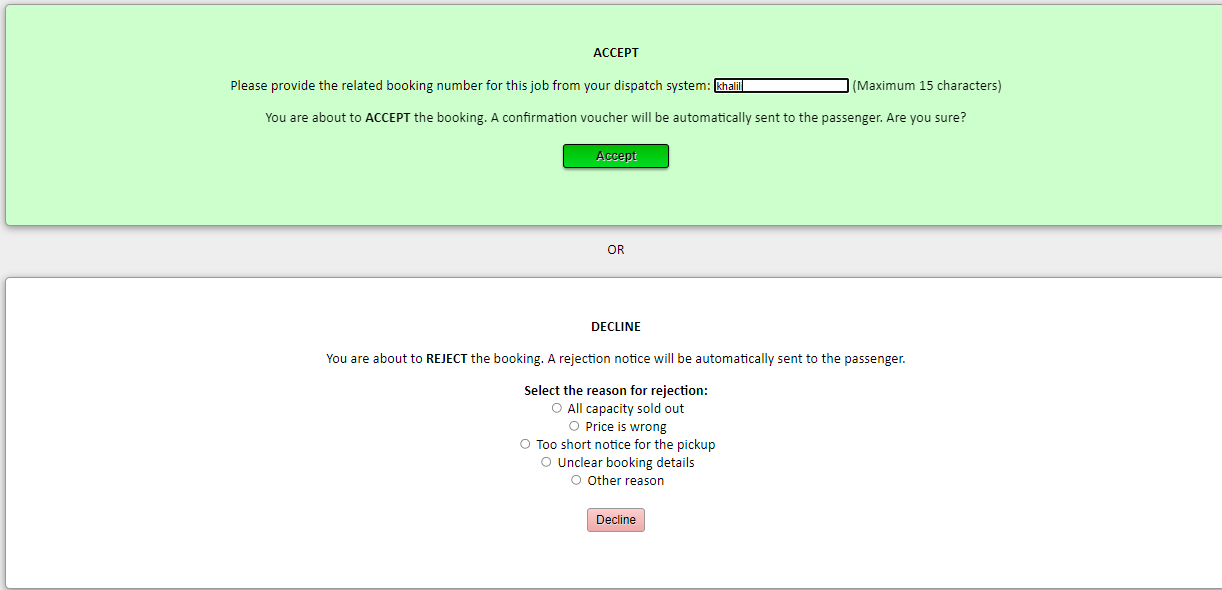 ACCEPT
Please provide the related booking number for this job from your dispatch system: khalil (Maximum 15 characters)
You are about to ACCEPT the booking. A confirmation voucher will be automatically sent to the passenger. Are you sure?
Accept
OR
DECLINE
You are about to REJECT the booking. A rejection notice will be automatically sent to the passenger.
Select the reason for rejection:
All capacity sold out
Price is wrong
Too short notice for the pickup
Unclear booking details
Other reason
Decline